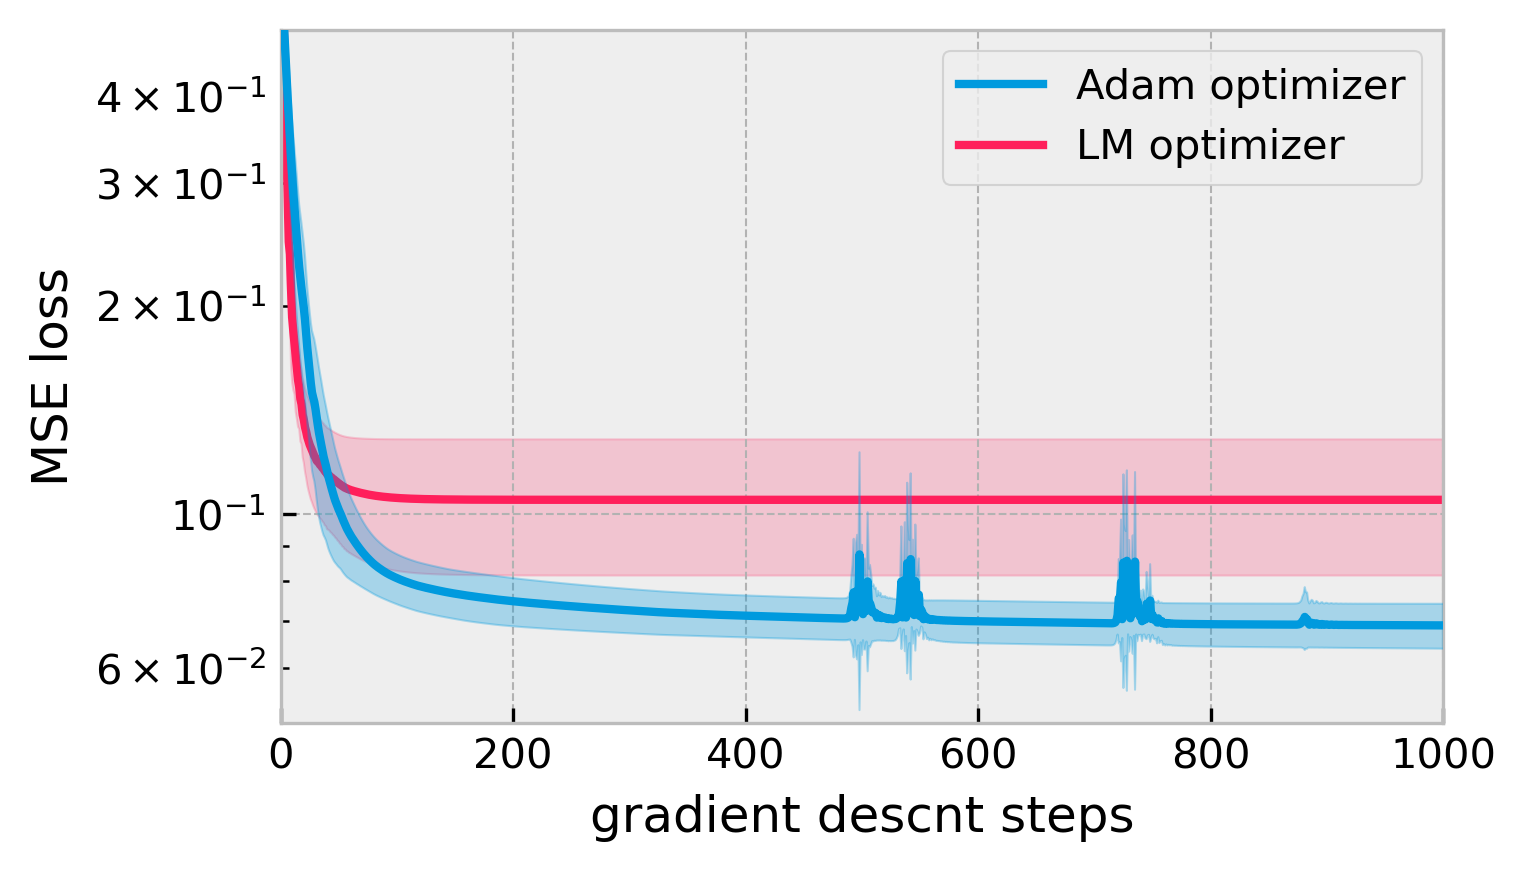 Adam optimizer
LM optimizer
4 × 10⁻¹
3 × 10⁻¹
2 × 10⁻¹
10⁻¹
6 × 10⁻²
MSE loss
0 200 400 600 800 1000
gradient descnt steps